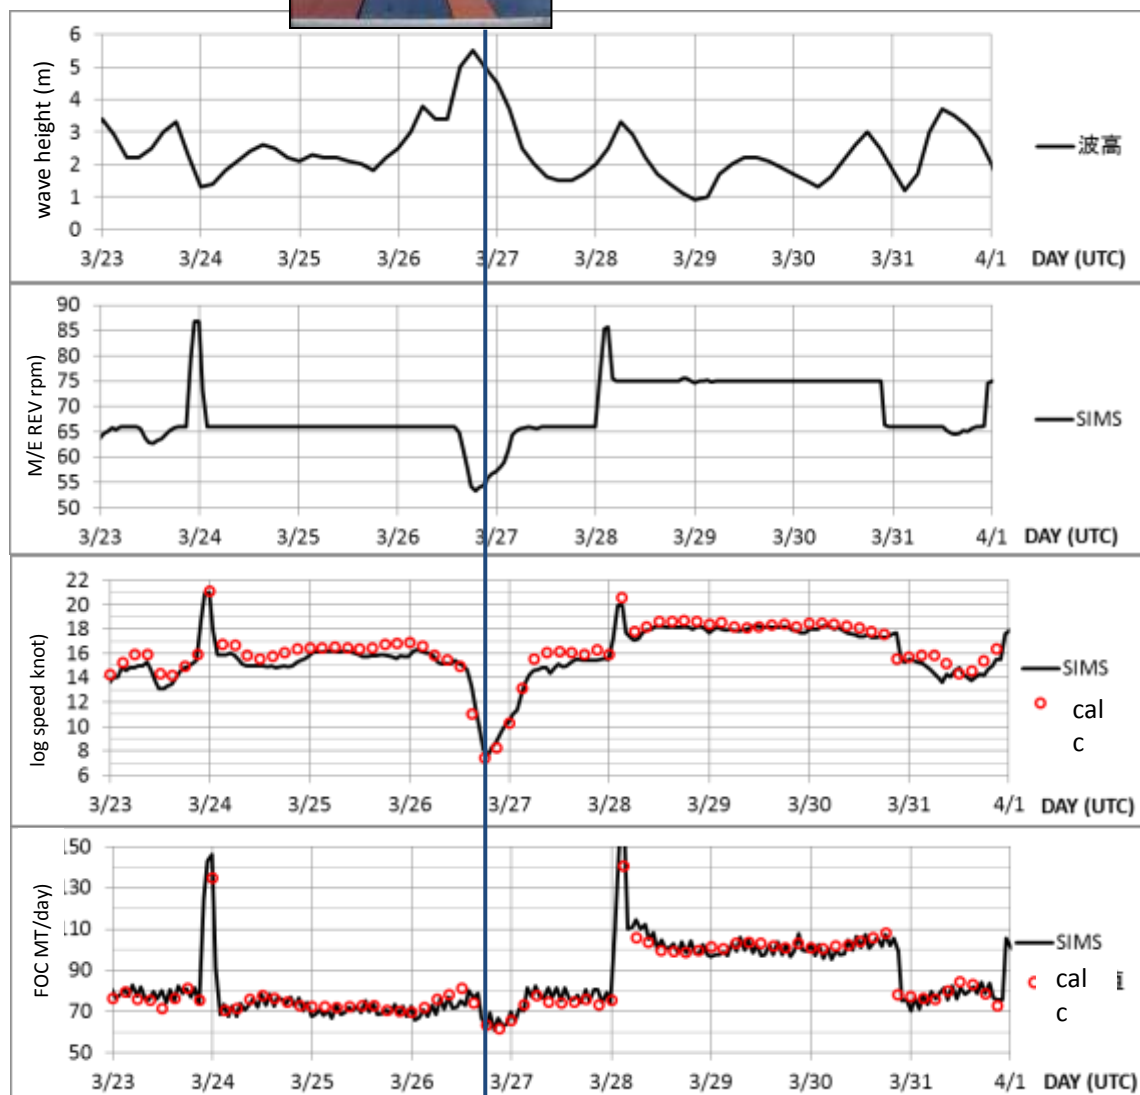 6
5
4
3
2
1
0
wave height (m)
波高
3/23 3/24 3/25 3/26 3/27 3/28 3/29 3/30 3/31 4/1 DAY (UTC)
90
85
80
75
70
65
60
55
50
M/E REV rpm)
SIMS
3/23 3/24 3/25 3/26 3/27 3/28 3/29 3/30 3/31 4/1 DAY (UTC)
22
20
18
16
14
12
10
8
6
log speed knot)
SIMS
cal
c
3/23 3/24 3/25 3/26 3/27 3/28 3/29 3/30 3/31 4/1 DAY (UTC)
150
130
110
90
70
50
FOC MT/day)
SIMS
cal
c
3/23 3/24 3/25 3/26 3/27 3/28 3/29 3/30 3/31 4/1 DAY (UTC)